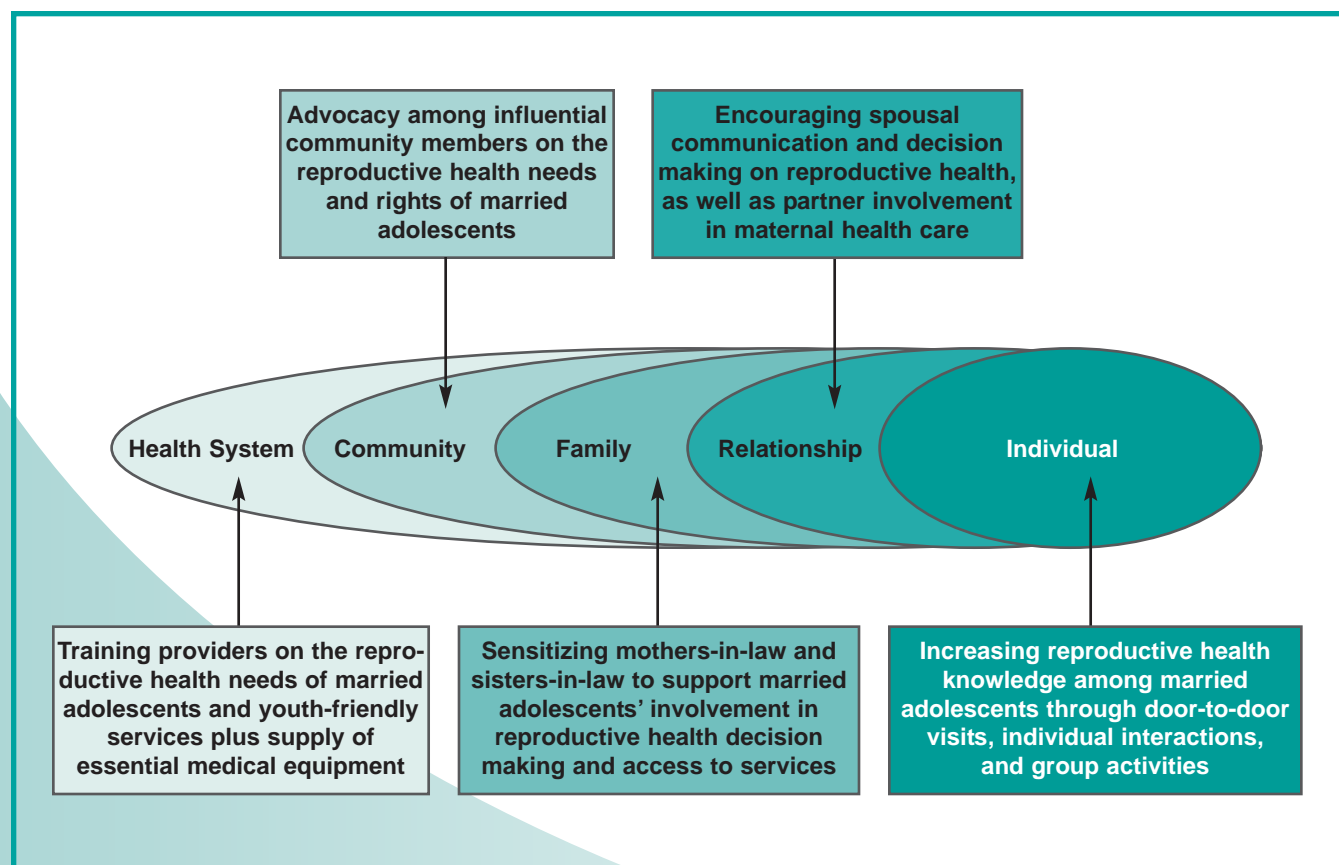 Advocacy among influential
community members on the
reproductive health needs
and rights of married
adolescents
Encouraging spousal
communication and decision
making on reproductive health,
as well as partner involvement
in maternal health care
Health System
Community
Family
Relationship
Individual
Training providers on the repro-
ductive health needs of married
adolescents and youth-friendly
services plus supply of
essential medical equipment
Sensitizing mothers-in-law and
sisters-in-law to support married
adolescents’ involvement in
reproductive health decision
making and access to services
Increasing reproductive health
knowledge among married
adolescents through door-to-door
visits, individual interactions,
and group activities